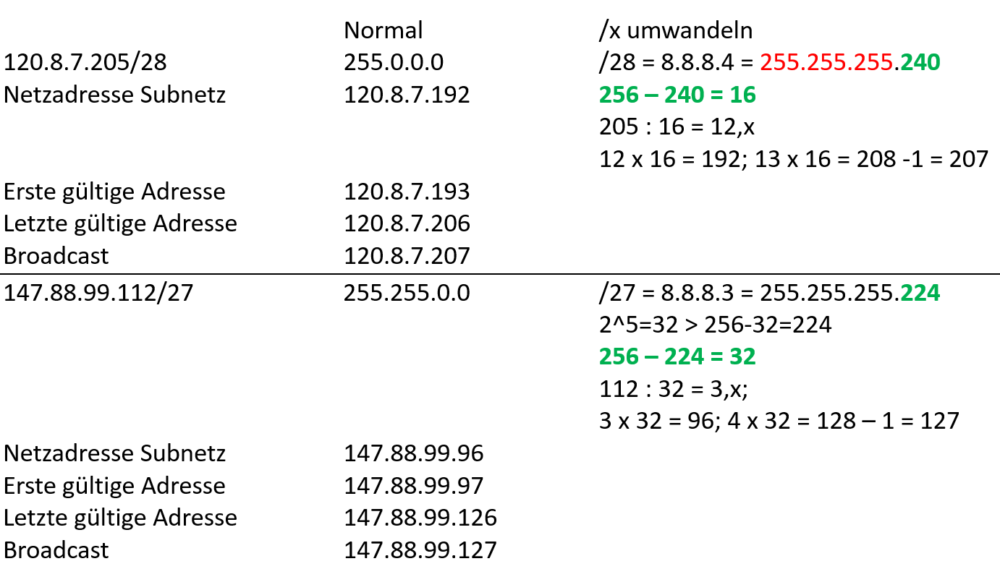 Normal /x umwandeln
120.8.7.205/28 255.0.0.0 /28 = 8.8.8.4 = 255.255.255.240
Netzadresse Subnetz 120.8.7.192 256 – 240 = 16
205 : 16 = 12,x
12 x 16 = 192; 13 x 16 = 208 -1 = 207
Erste gültige Adresse 120.8.7.193
Letzte gültige Adresse 120.8.7.206
Broadcast 120.8.7.207
147.88.99.112/27 255.255.0.0 /27 = 8.8.8.3 = 255.255.255.224
2^5=32 > 256-32=224
256 – 224 = 32
112 : 32 = 3,x;
3 x 32 = 96; 4 x 32 = 128 – 1 = 127
Netzadresse Subnetz 147.88.99.96
Erste gültige Adresse 147.88.99.97
Letzte gültige Adresse 147.88.99.126
Broadcast 147.88.99.127